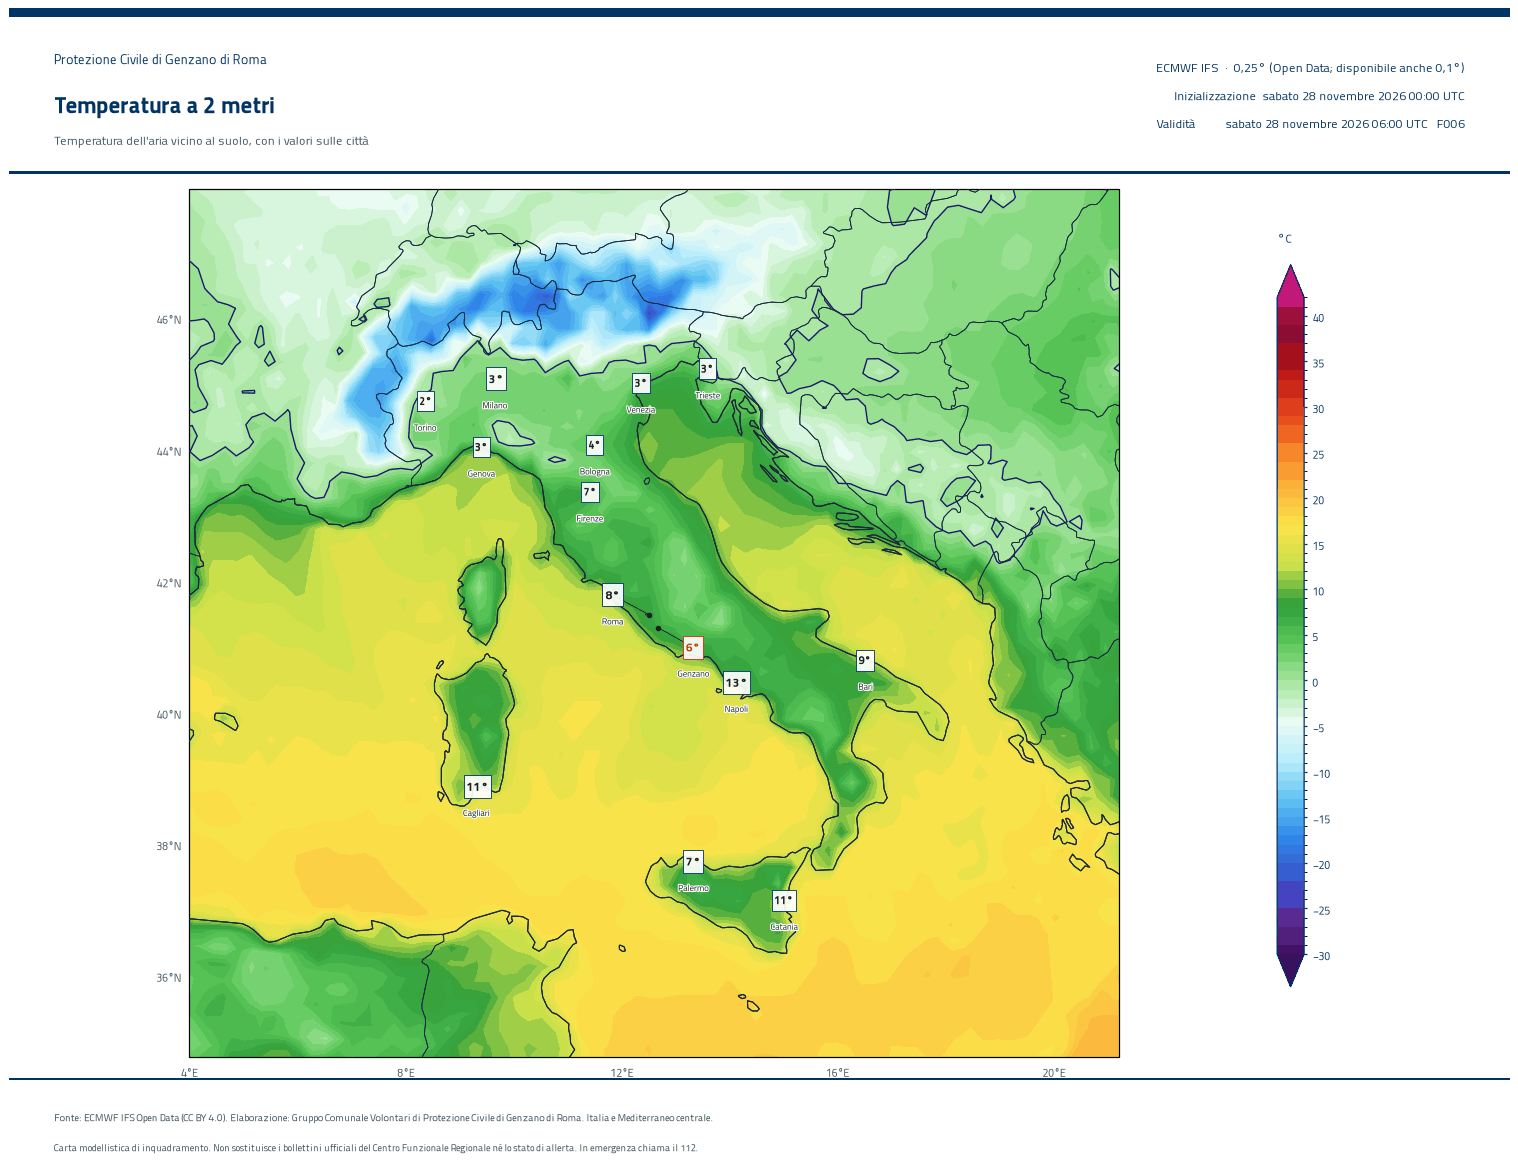 Protezione Civile di Genzano di Roma
Temperatura a 2 metri
Temperatura dell'aria vicino al suolo, con i valori sulle città
ECMWF IFS · 0,25° (Open Data; disponibile anche 0,1°)
Inizializzazione sabato 28 novembre 2026 00:00 UTC
Validità sabato 28 novembre 2026 06:00 UTC F006
°C
40
35
30
25
20
15
10
5
0
−5
−10
−15
−20
−25
−30
46°N
44°N
42°N
40°N
38°N
36°N
4°E
8°E
12°E
16°E
20°E
3°
Trieste
3°
Milano
3°
Venezia
2°
Torino
3°
Genova
4°
Bologna
7°
Firenze
8°
Roma
6°
Genzano
9°
Bari
13°
Napoli
11°
Cagliari
7°
Palermo
11°
Catania
Fonte: ECMWF IFS Open Data (CC BY 4.0). Elaborazione: Gruppo Comunale Volontari di Protezione Civile di Genzano di Roma. Italia e Mediterraneo centrale.
Carta modellistica di inquadramento. Non sostituisce i bollettini ufficiali del Centro Funzionale Regionale né lo stato di allerta. In emergenza chiama il 112.